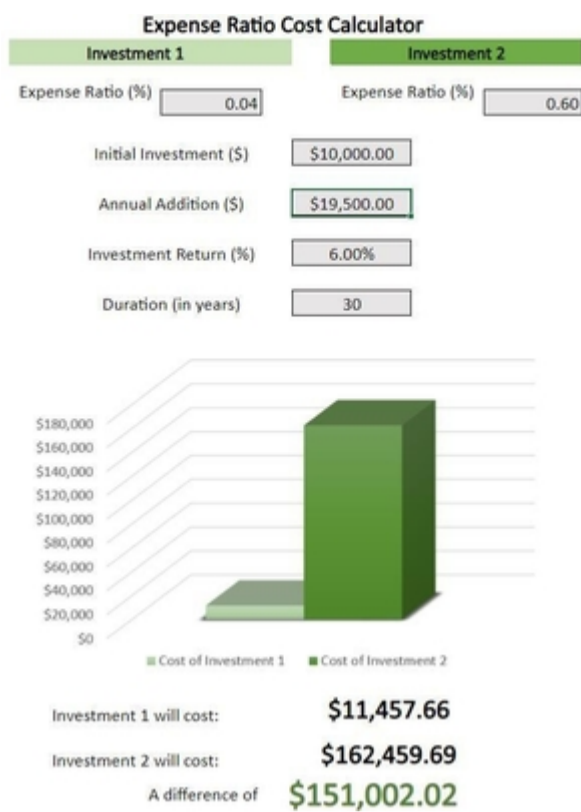 Expense Ratio Cost Calculator
Investment 1 Investment 2
Expense Ratio (%) 0.04 Expense Ratio (%) 0.60
Initial Investment ($) $10,000.00
Annual Addition ($) $19,500.00
Investment Return (%) 6.00%
Duration (in years) 30
$180,000
$160,000
$140,000
$120,000
$100,000
$80,000
$60,000
$40,000
$20,000
$0
Cost of Investment 1 Cost of Investment 2
Investment 1 will cost: $11,457.66
Investment 2 will cost: $162,459.69
A difference of $151,002.02